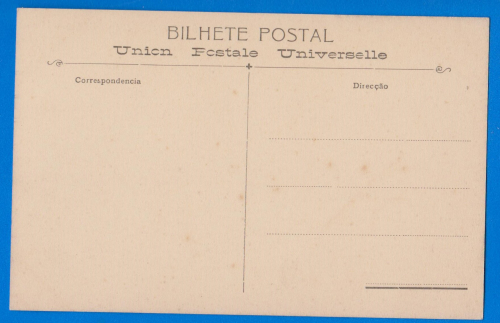 BILHETE POSTAL
Union Postale Universelle
Correspondencia
Direcção